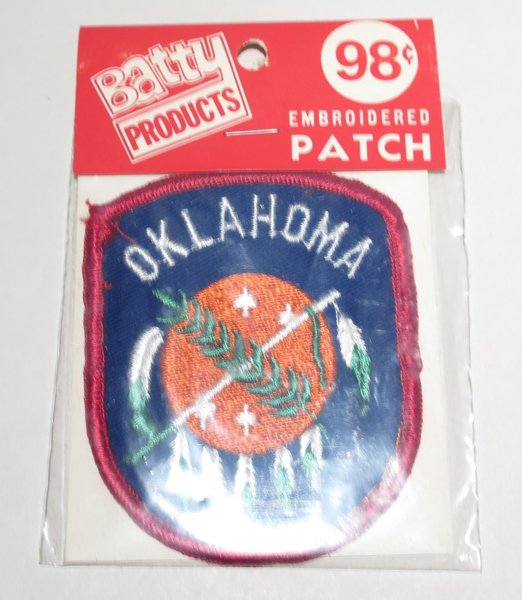 Batty
PRODUCTS
98¢
EMBROIDERED
PATCH
OKLAHOMA